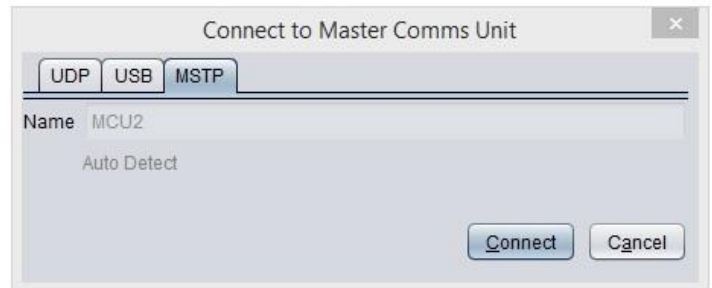 Connect to Master Comms Unit
UDP USB MSTP
Name MCU2
Auto Detect
Connect Cancel